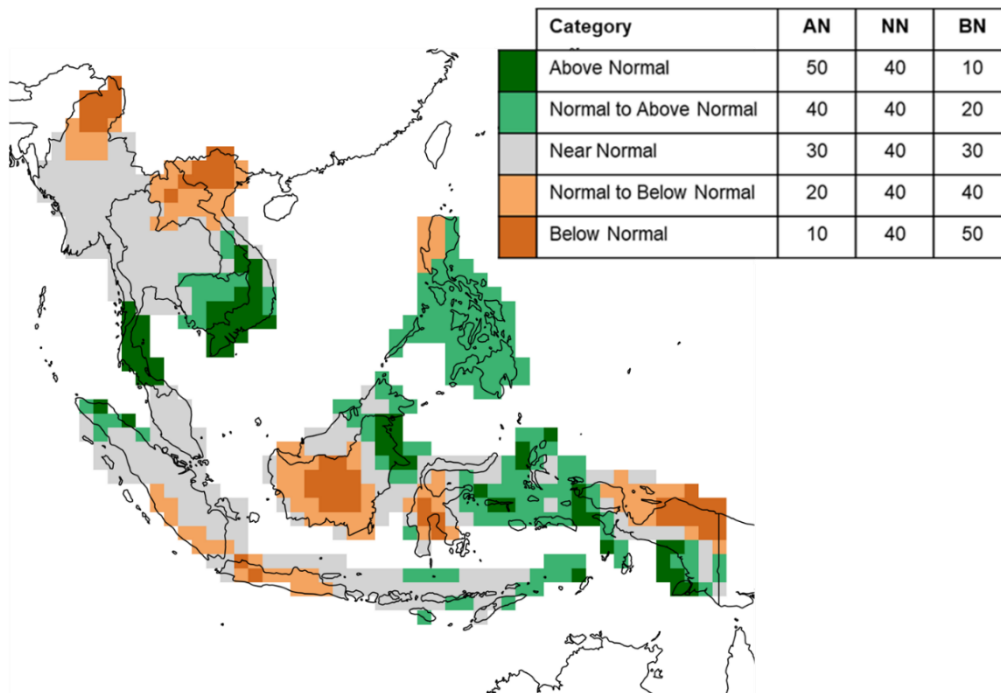 Category AN NN BN
Above Normal 50 40 10
Normal to Above Normal 40 40 20
Near Normal 30 40 30
Normal to Below Normal 20 40 40
Below Normal 10 40 50